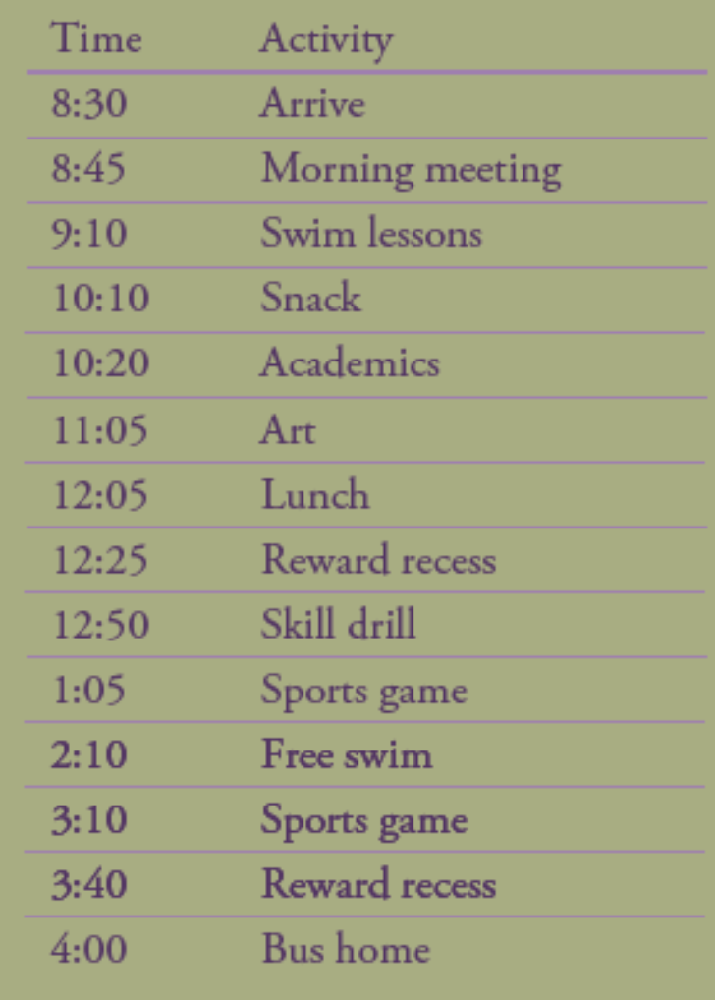 Time Activity
8:30 Arrive
8:45 Morning meeting
9:10 Swim lessons
10:10 Snack
10:20 Academics
11:05 Art
12:05 Lunch
12:25 Reward recess
12:50 Skill drill
1:05 Sports game
2:10 Free swim
3:10 Sports game
3:40 Reward recess
4:00 Bus home